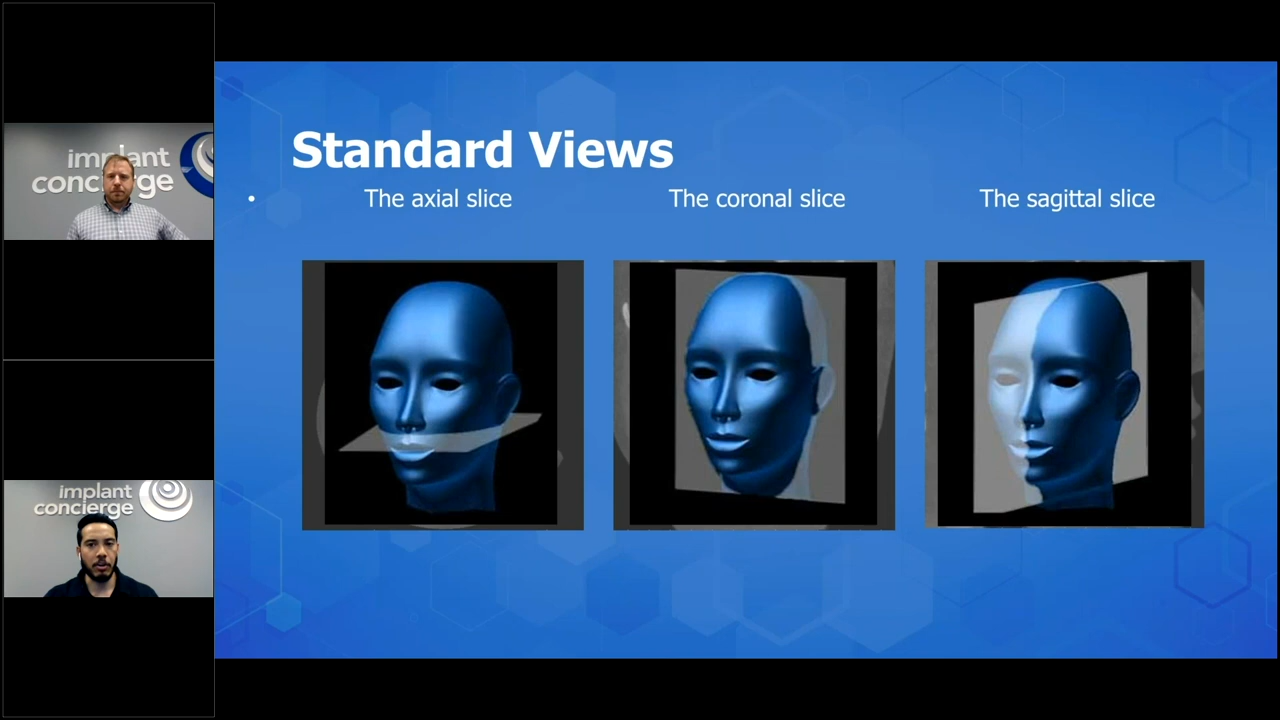 implant
concierge
implant
concierge
Standard Views
• The axial slice The coronal slice The sagittal slice